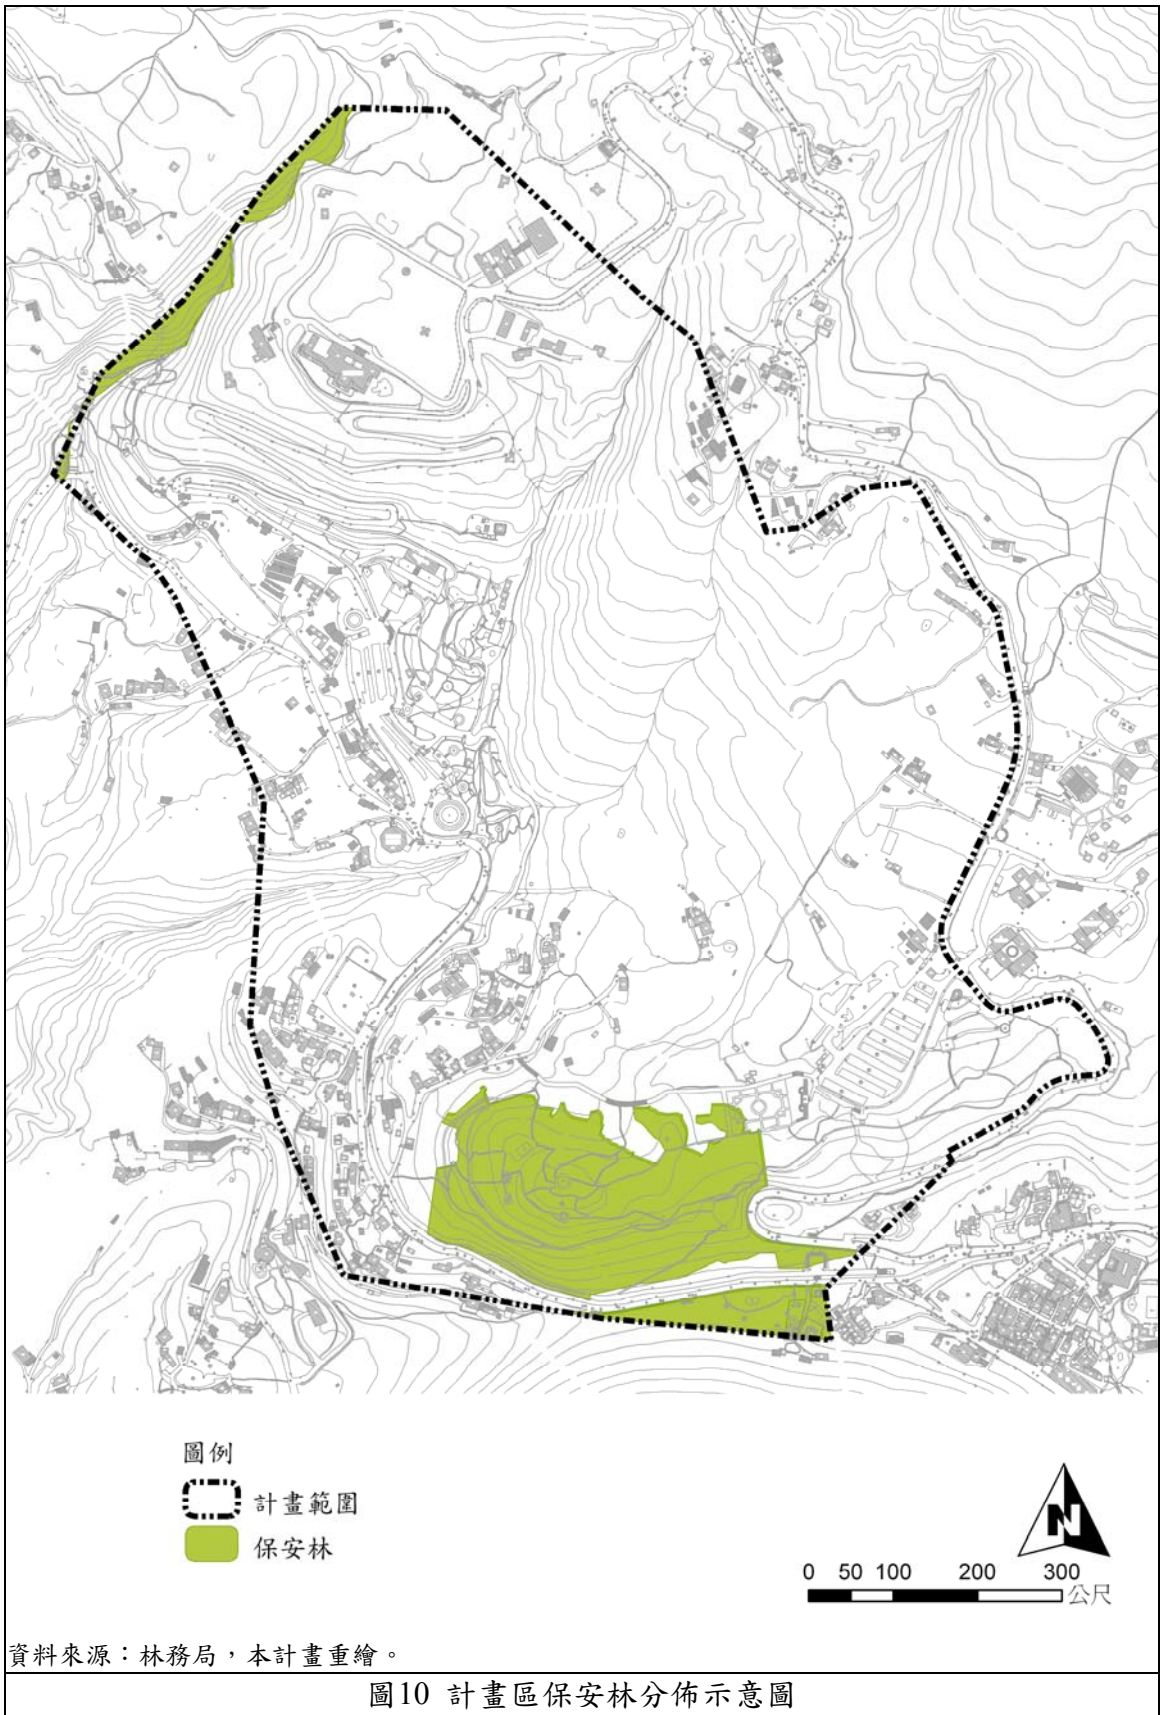 圖例
計畫範圍
保安林
N
0 50 100 200 300
公尺
資料來源：林務局，本計畫重繪。
圖10 計畫區保安林分佈示意圖